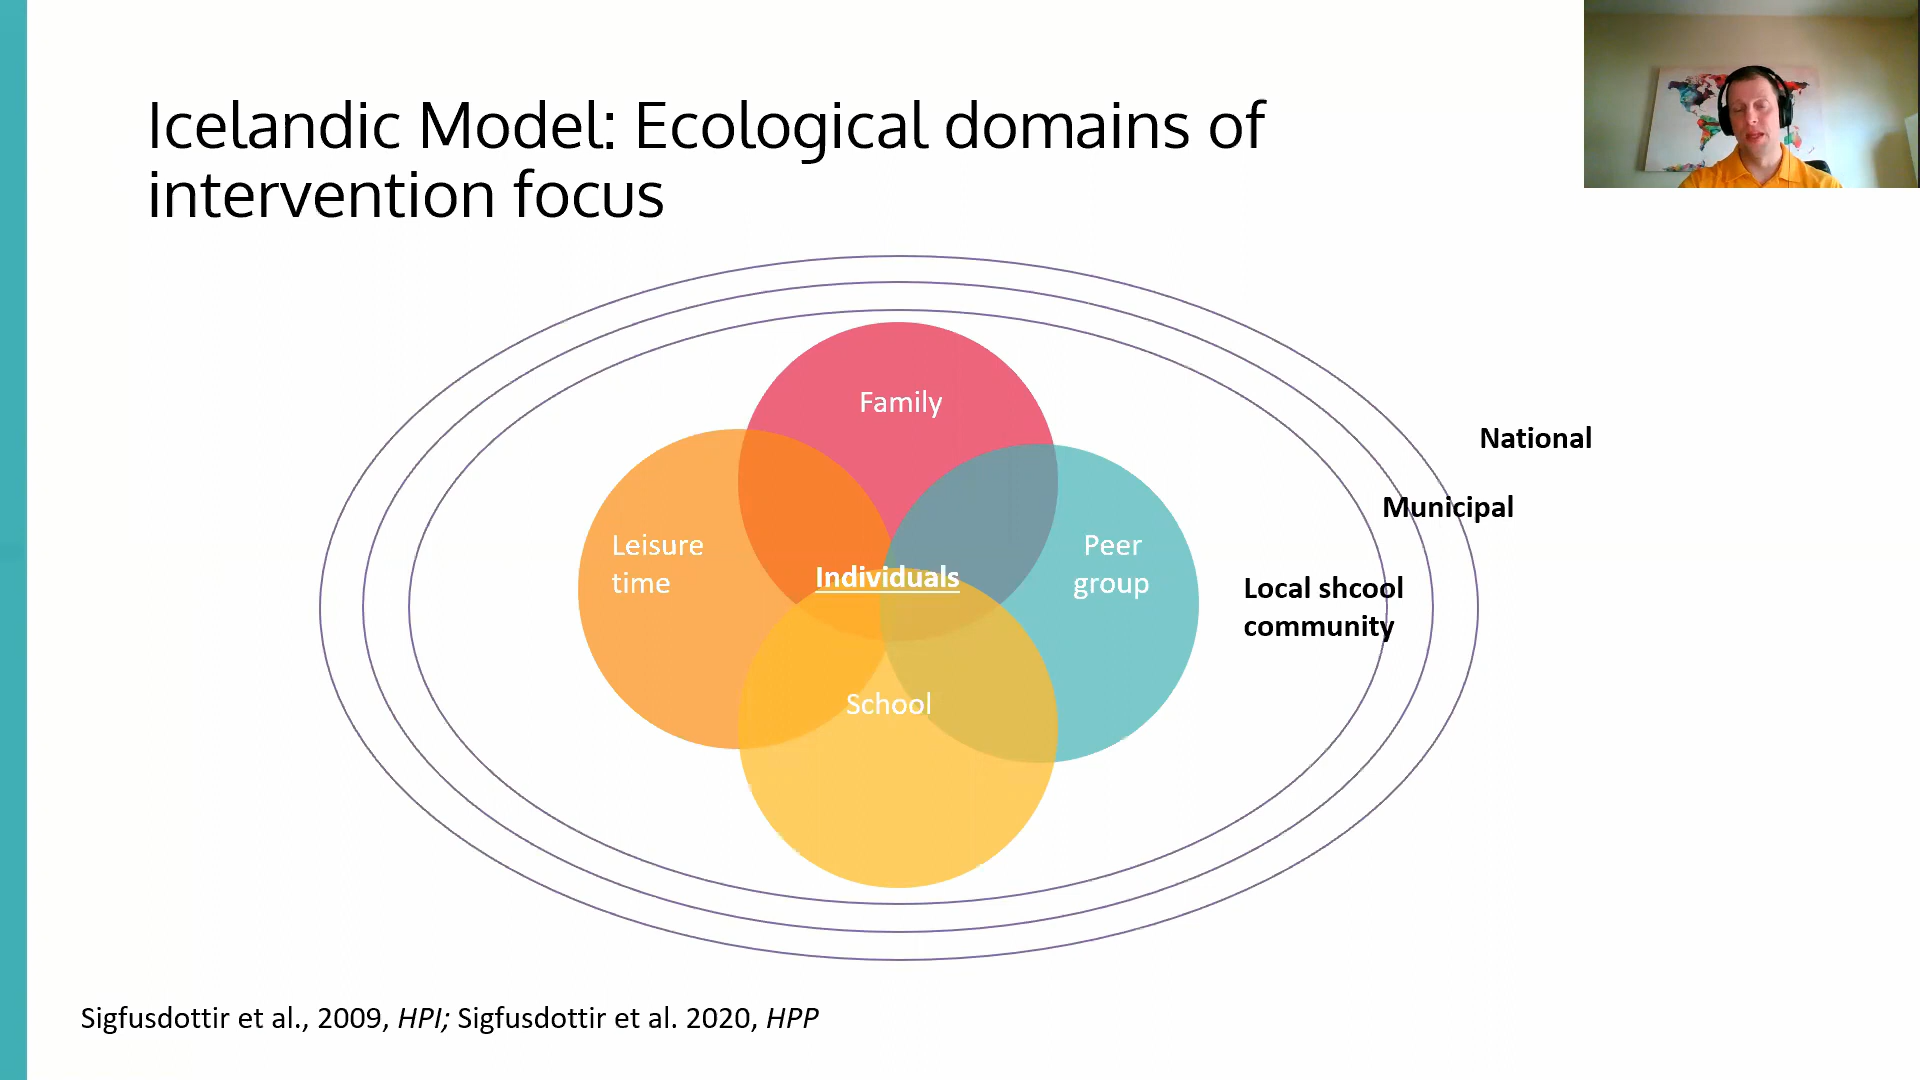 Icelandic Model: Ecological domains of
intervention focus
Family
National
Municipal
Leisure
time
Peer
group
Individuals
Local shcool
community
School
Sigfusdottir et al., 2009, HPI; Sigfusdottir et al. 2020, HPP